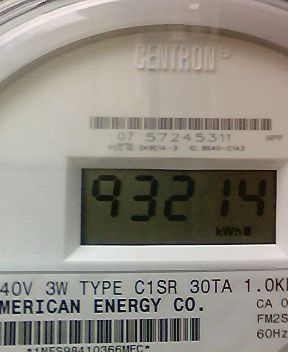 CENTRON
07 57245311
93214
kWh
40V 3W TYPE C1SR 30TA 1.0K
MERICAN ENERGY CO. CA 0
FM2S
60Hz
*1NES98410366MFC*